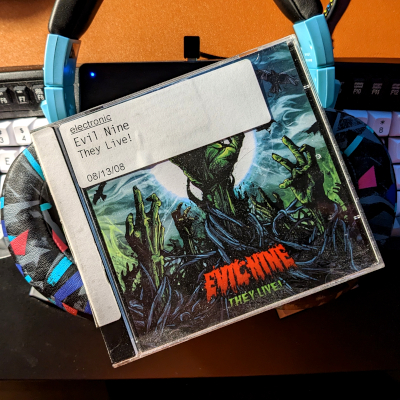 electronic
Evil Nine
They Live!
08/13/08
EVIL NINE
THEY LIVE!